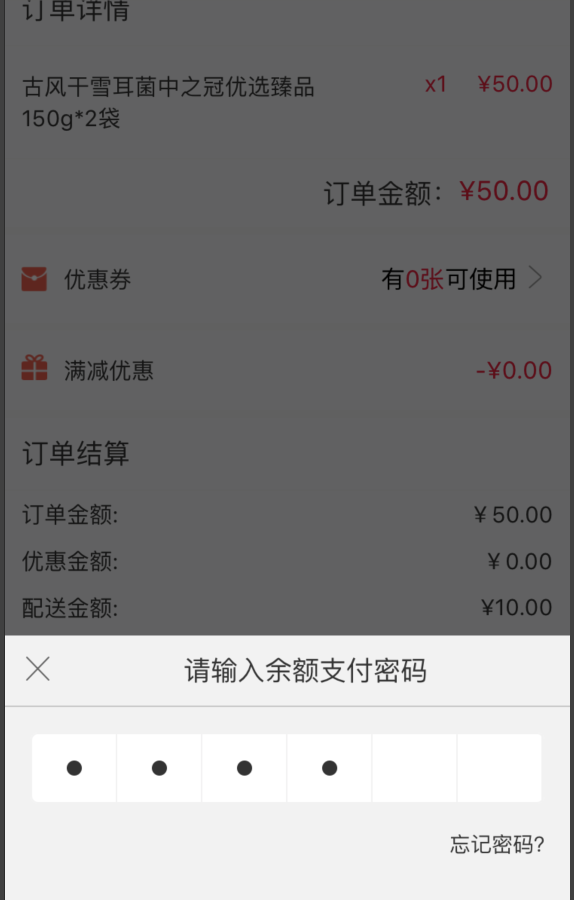 订单详情
古风干雪耳菌中之冠优选臻品 x1 ¥50.00
150g*2袋
订单金额: ¥50.00
优惠券 有0张可使用
满减优惠 -¥0.00
订单结算
订单金额: ¥ 50.00
优惠金额: ¥ 0.00
配送金额: ¥10.00
请输入余额支付密码
忘记密码?